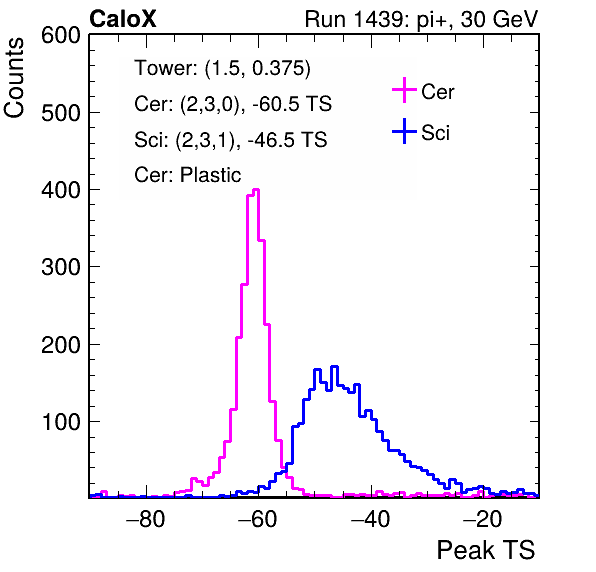 CaloX Run 1439: pi+, 30 GeV
Counts
600
500
400
300
200
100
Tower: (1.5, 0.375)
Cer: (2,3,0), -60.5 TS
Sci: (2,3,1), -46.5 TS
Cer: Plastic
Cer
Sci
−80 −60 −40 −20
Peak TS